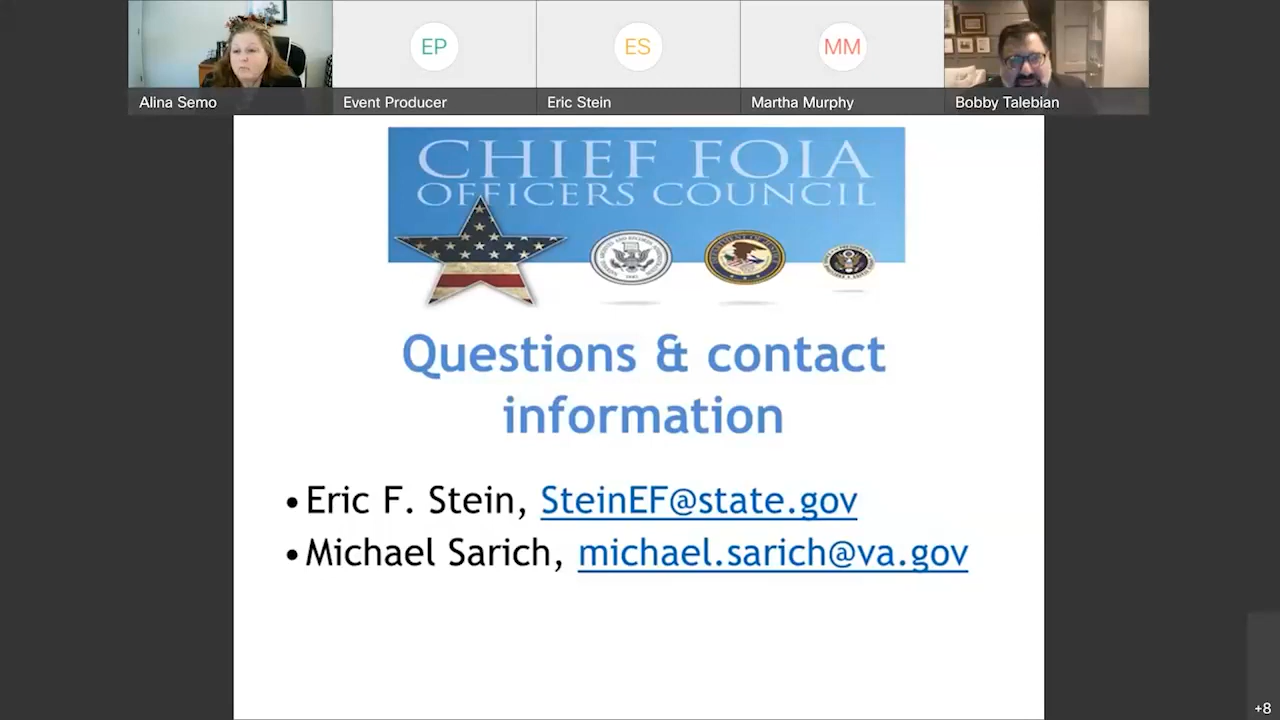 EP
ES
MM
Alina Semo
Event Producer
Eric Stein
Martha Murphy
Bobby Talebian
CHIEF FOIA
OFFICERS COUNCIL
Questions & contact
information
• Eric F. Stein, SteinEF@state.gov
• Michael Sarich, michael.sarich@va.gov
+8